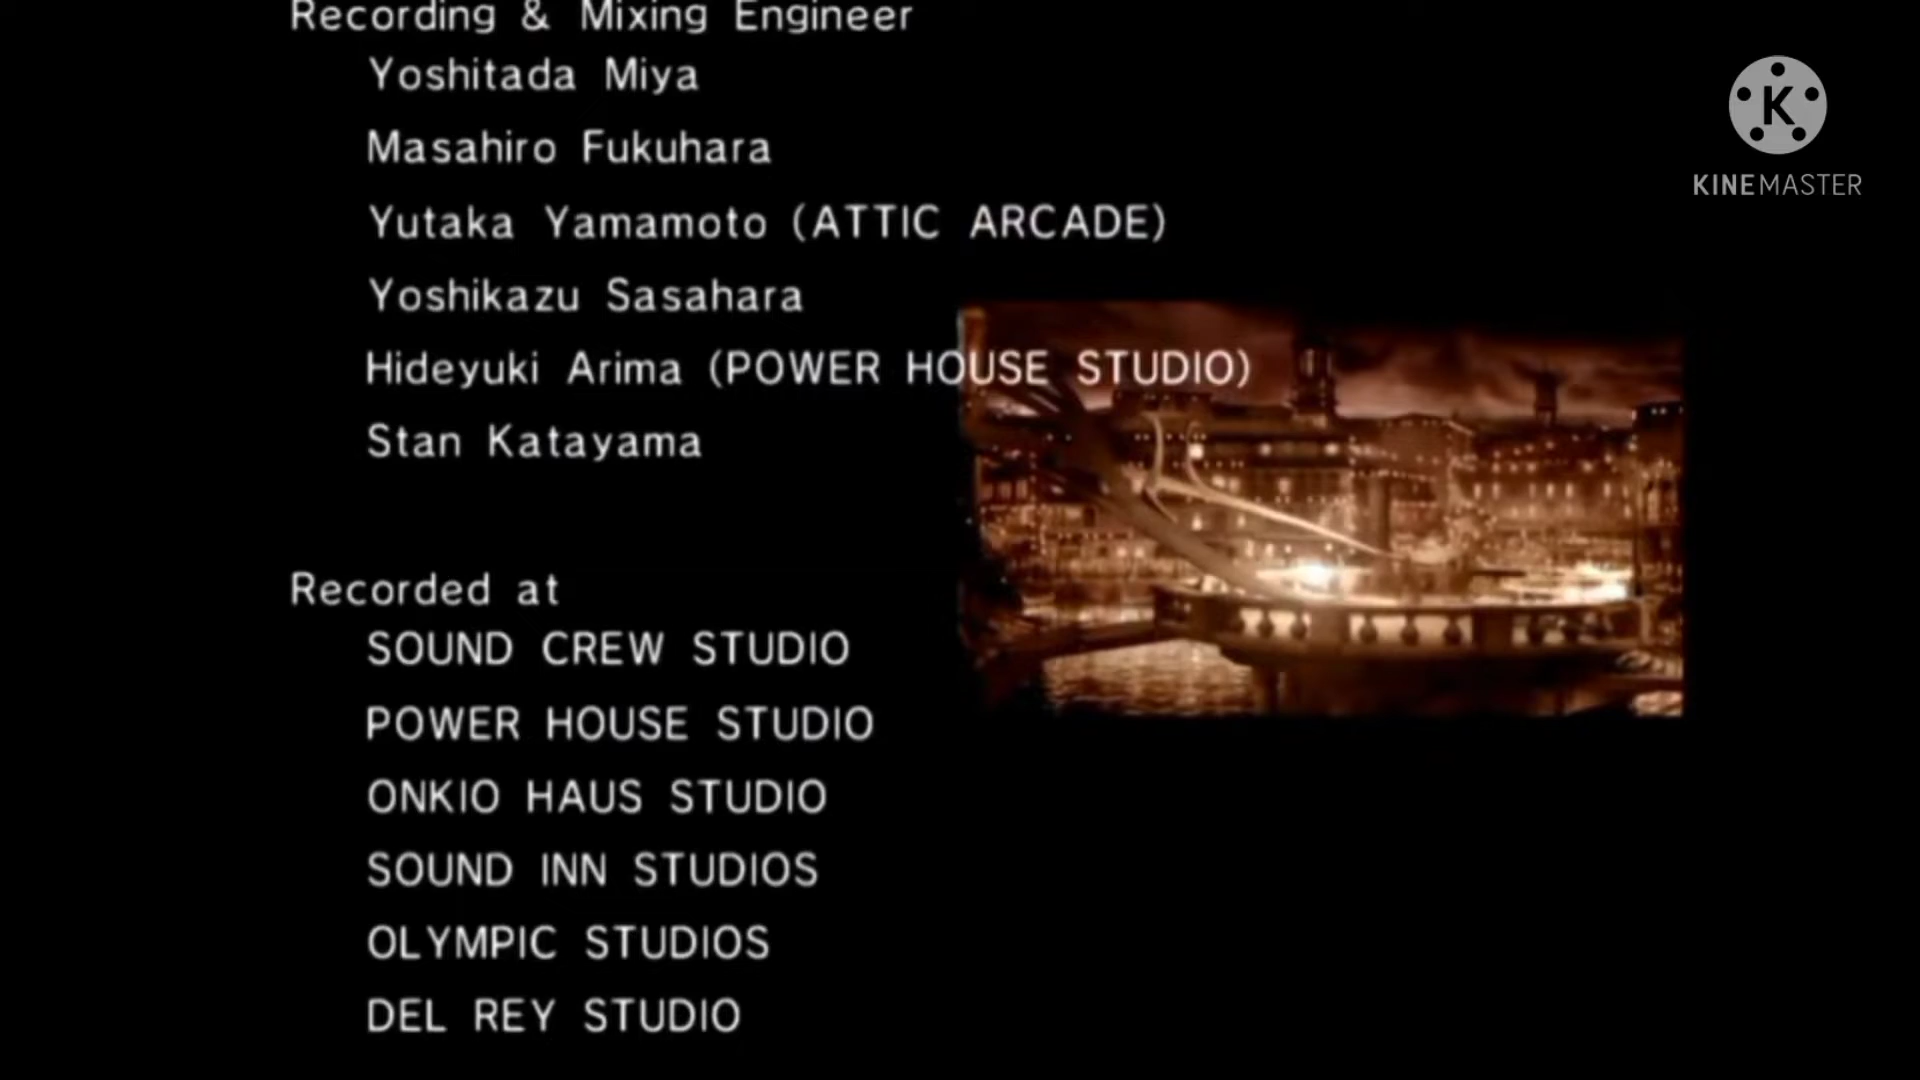 Recording & Mixing Engineer
Yoshitada Miya
Masahiro Fukuhara
Yutaka Yamamoto (ATTIC ARCADE)
Yoshikazu Sasahara
Hideyuki Arima (POWER HOUSE STUDIO)
Stan Katayama
Recorded at
SOUND CREW STUDIO
POWER HOUSE STUDIO
ONKIO HAUS STUDIO
SOUND INN STUDIOS
OLYMPIC STUDIOS
DEL REY STUDIO
K
KINEMASTER